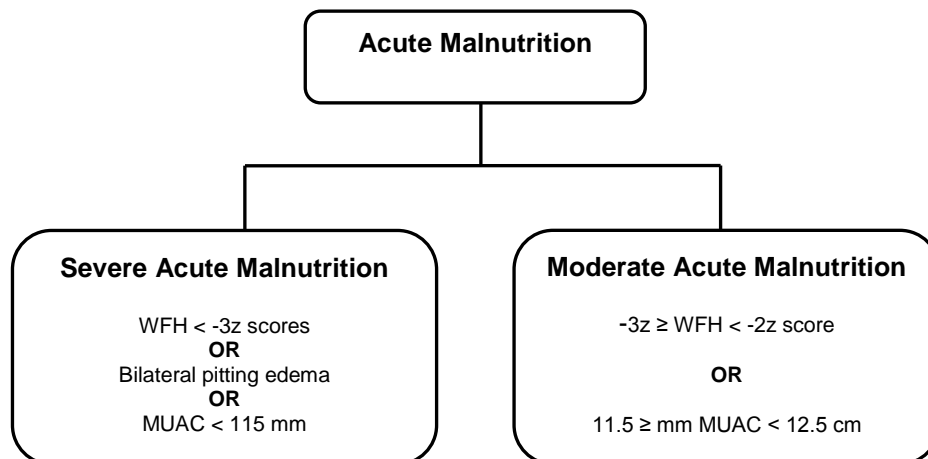 Acute Malnutrition
Severe Acute Malnutrition
WFH < -3z scores
OR
Bilateral pitting edema
OR
MUAC < 115 mm
Moderate Acute Malnutrition
-3z ≥ WFH < -2z score
OR
11.5 ≥ mm MUAC < 12.5 cm